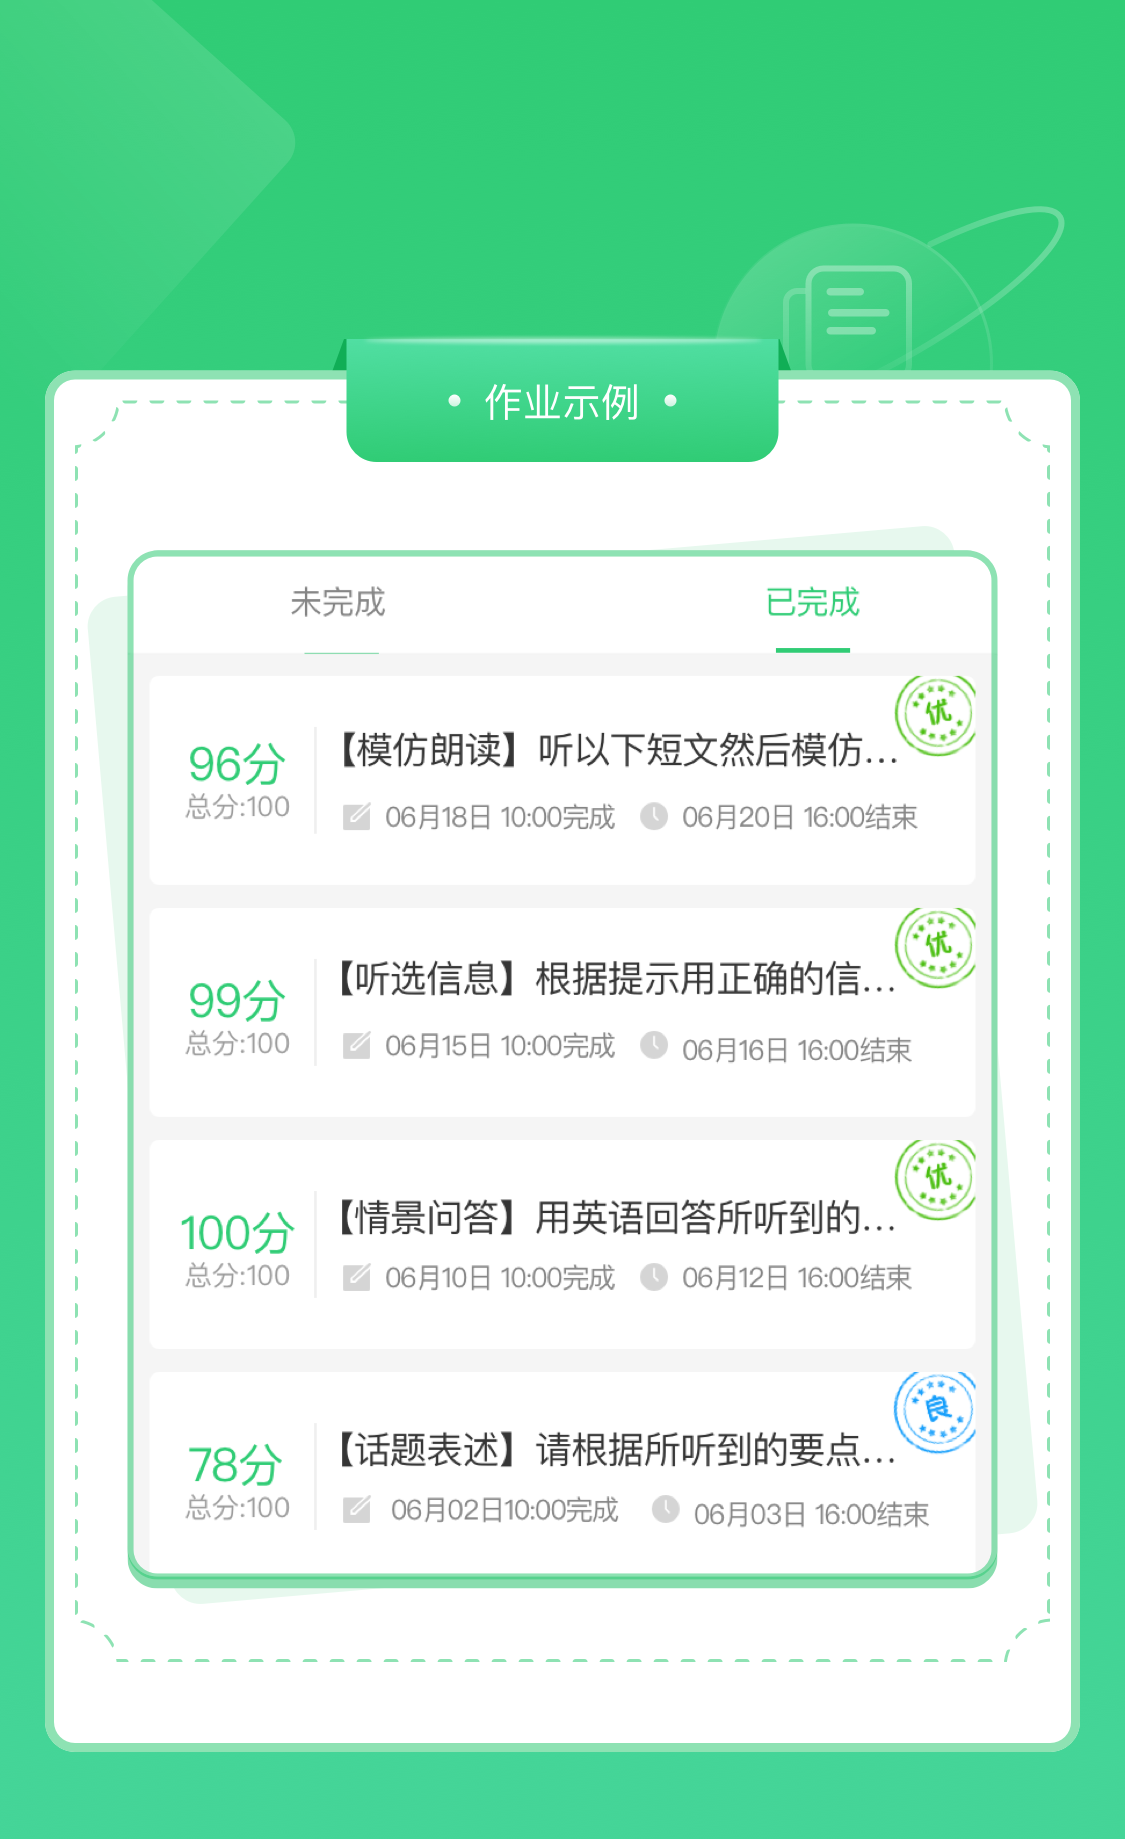 作业示例
未完成 已完成
优
96分
总分:100
【模仿朗读】听以下短文然后模仿...
06月18日 10:00完成 06月20日 16:00结束
优
99分
总分:100
【听选信息】根据提示用正确的信...
06月15日 10:00完成 06月16日 16:00结束
优
100分
总分:100
【情景问答】用英语回答所听到的...
06月10日 10:00完成 06月12日 16:00结束
良
78分
总分:100
【话题表述】请根据所听到的要点...
06月02日10:00完成 06月03日 16:00结束